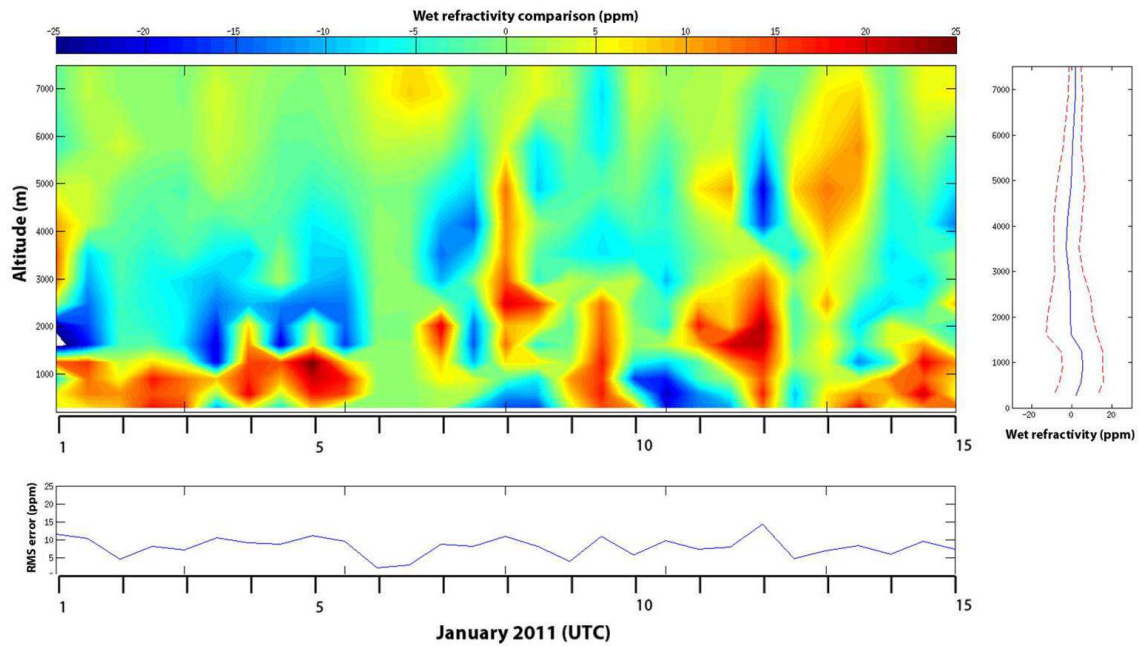 Wet refractivity comparison (ppm)
-25 -20 -15 -10 -5 0 5 10 15 20 25
Altitude (m)
7000
6000
5000
4000
3000
2000
1000
1 5 10 15
7000
6000
5000
4000
3000
2000
1000
0
-20 0 20
Wet refractivity (ppm)
RMS error (ppm)
25
20
15
10
5
1 5 10 15
January 2011 (UTC)